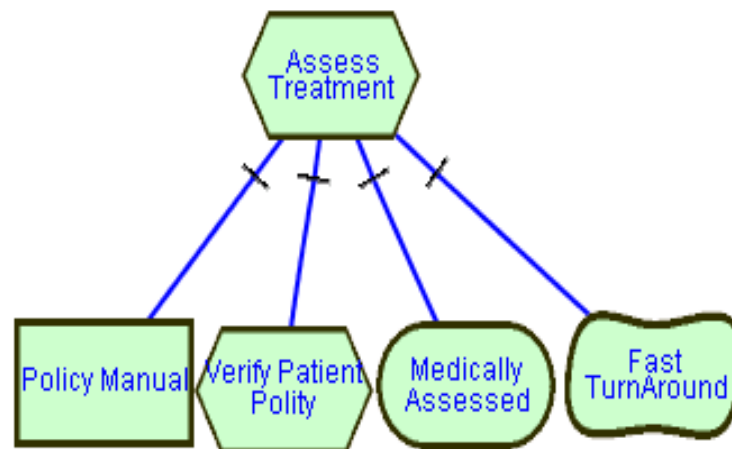 Assess
Treatment
Policy Manual
Verify Patient
Polity
Medically
Assessed
Fast
TurnAround